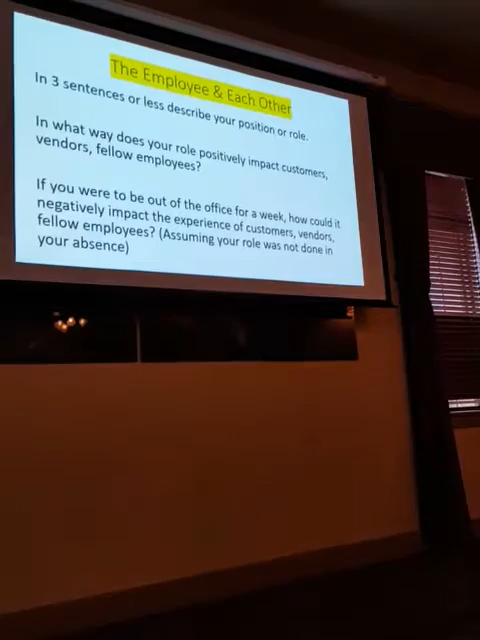 The Employee & Each Other
In 3 sentences or less describe your position or role.
In what way does your role positively impact customers,
vendors, fellow employees?
If you were to be out of the office for a week, how could it
negatively impact the experience of customers, vendors,
fellow employees? (Assuming your role was not done in
your absence)